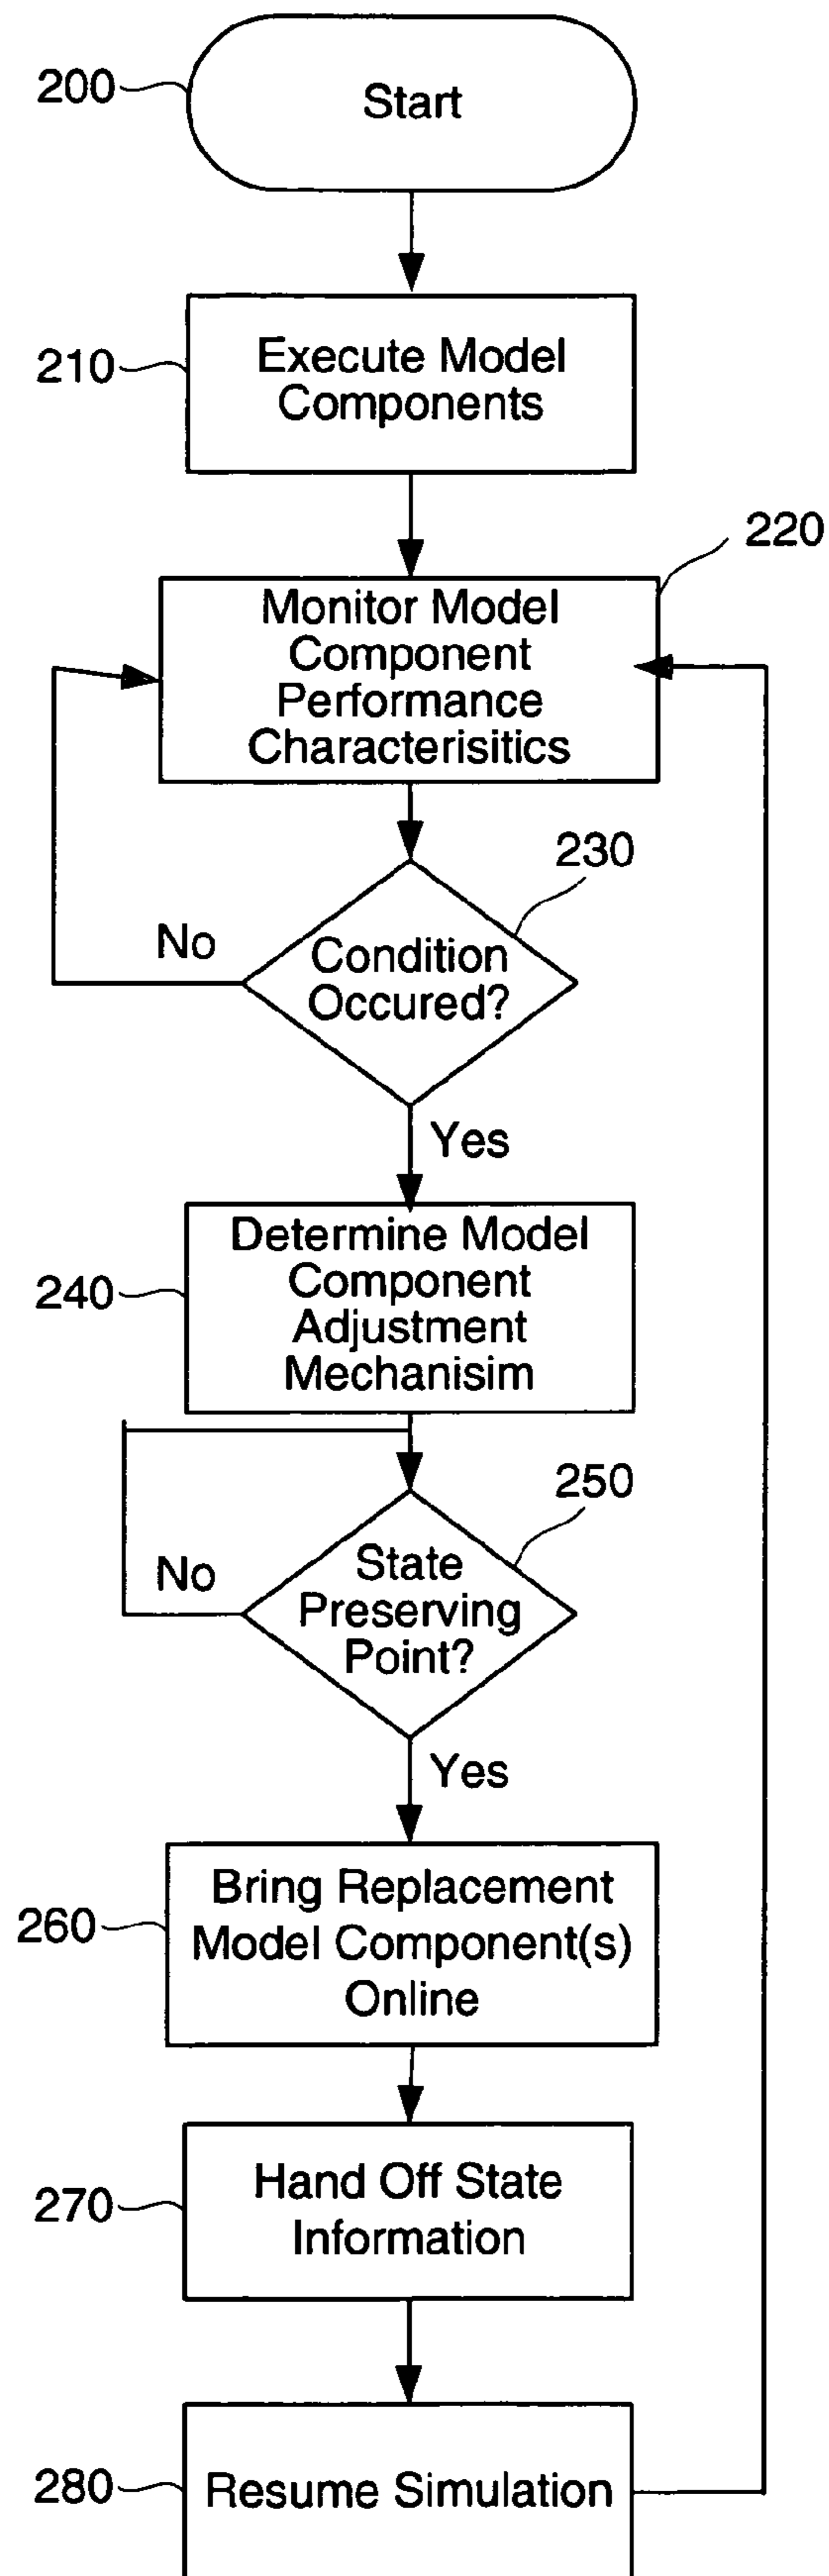 200
Start
210
Execute Model
Components
220
Monitor Model
Component
Performance
Characterisitics
230
No
Condition
Occured?
Yes
240
Determine Model
Component
Adjustment
Mechanisim
250
No
State
Preserving
Point?
Yes
260
Bring Replacement
Model Component(s)
Online
270
Hand Off State
Information
280
Resume Simulation